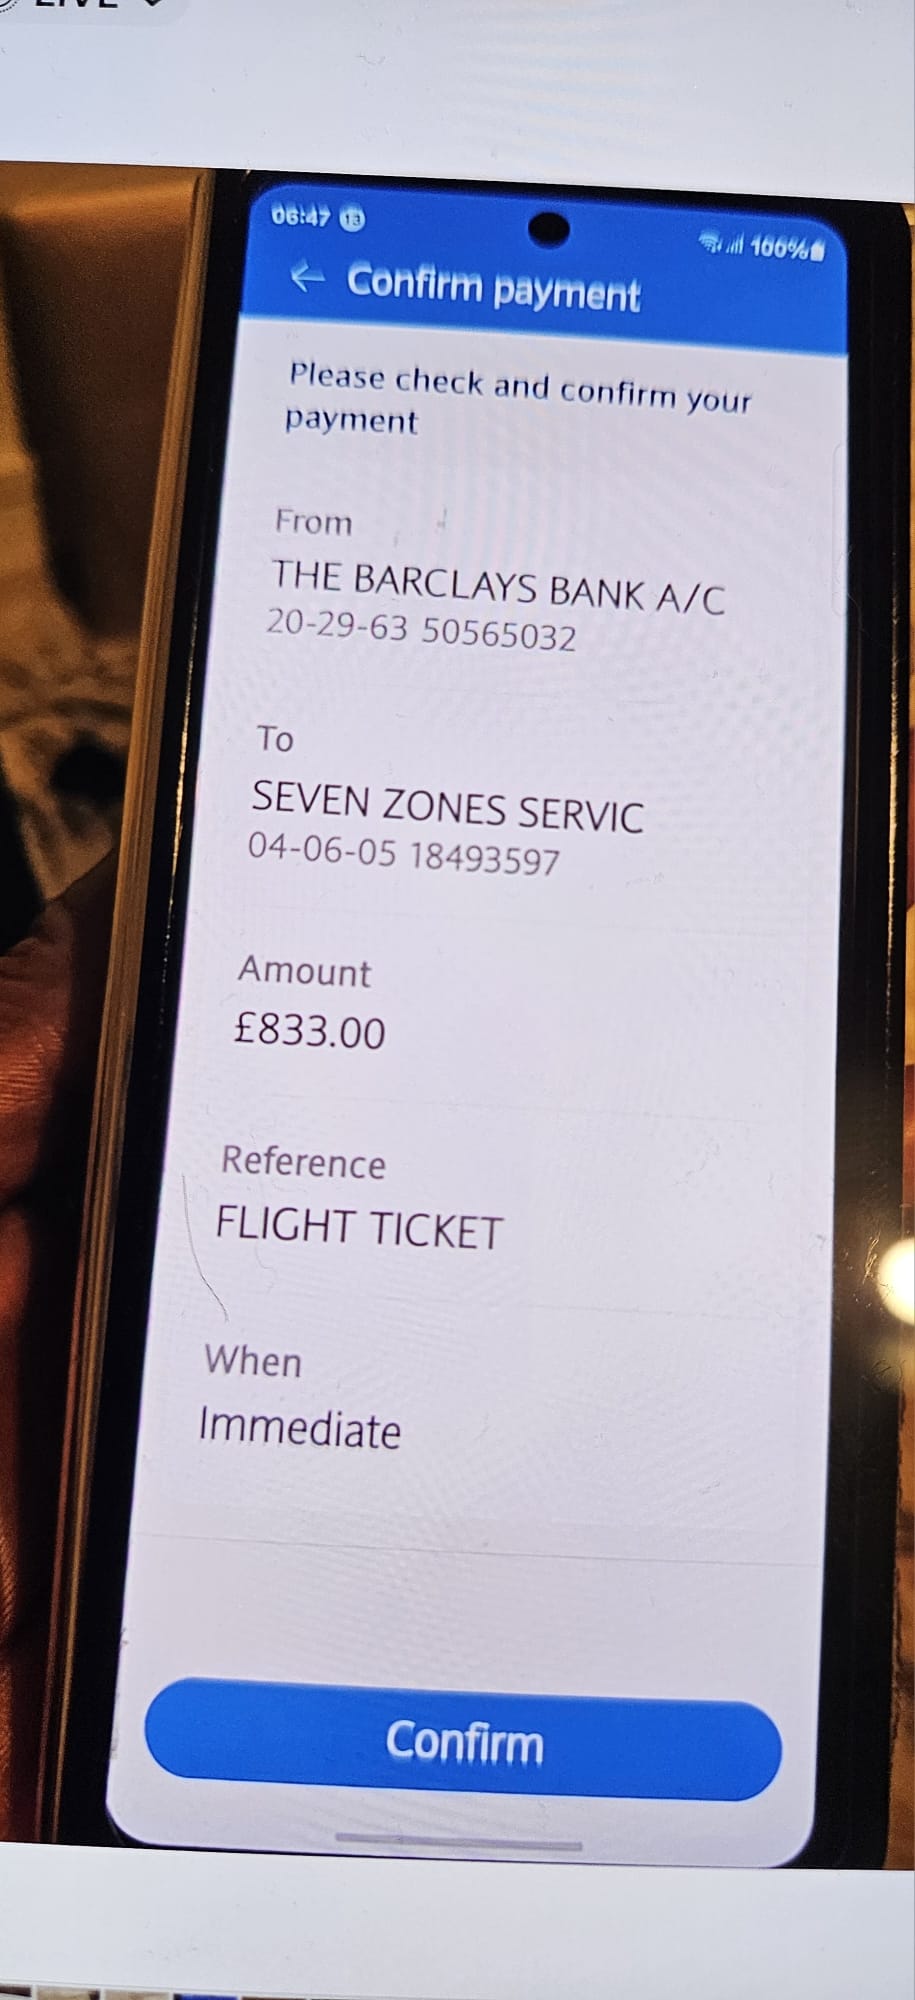 LIVE
06:47 13
100%
Confirm payment
Please check and confirm your
payment
From
THE BARCLAYS BANK A/C
20-29-63 50565032
To
SEVEN ZONES SERVIC
04-06-05 18493597
Amount
£833.00
Reference
FLIGHT TICKET
When
Immediate
Confirm